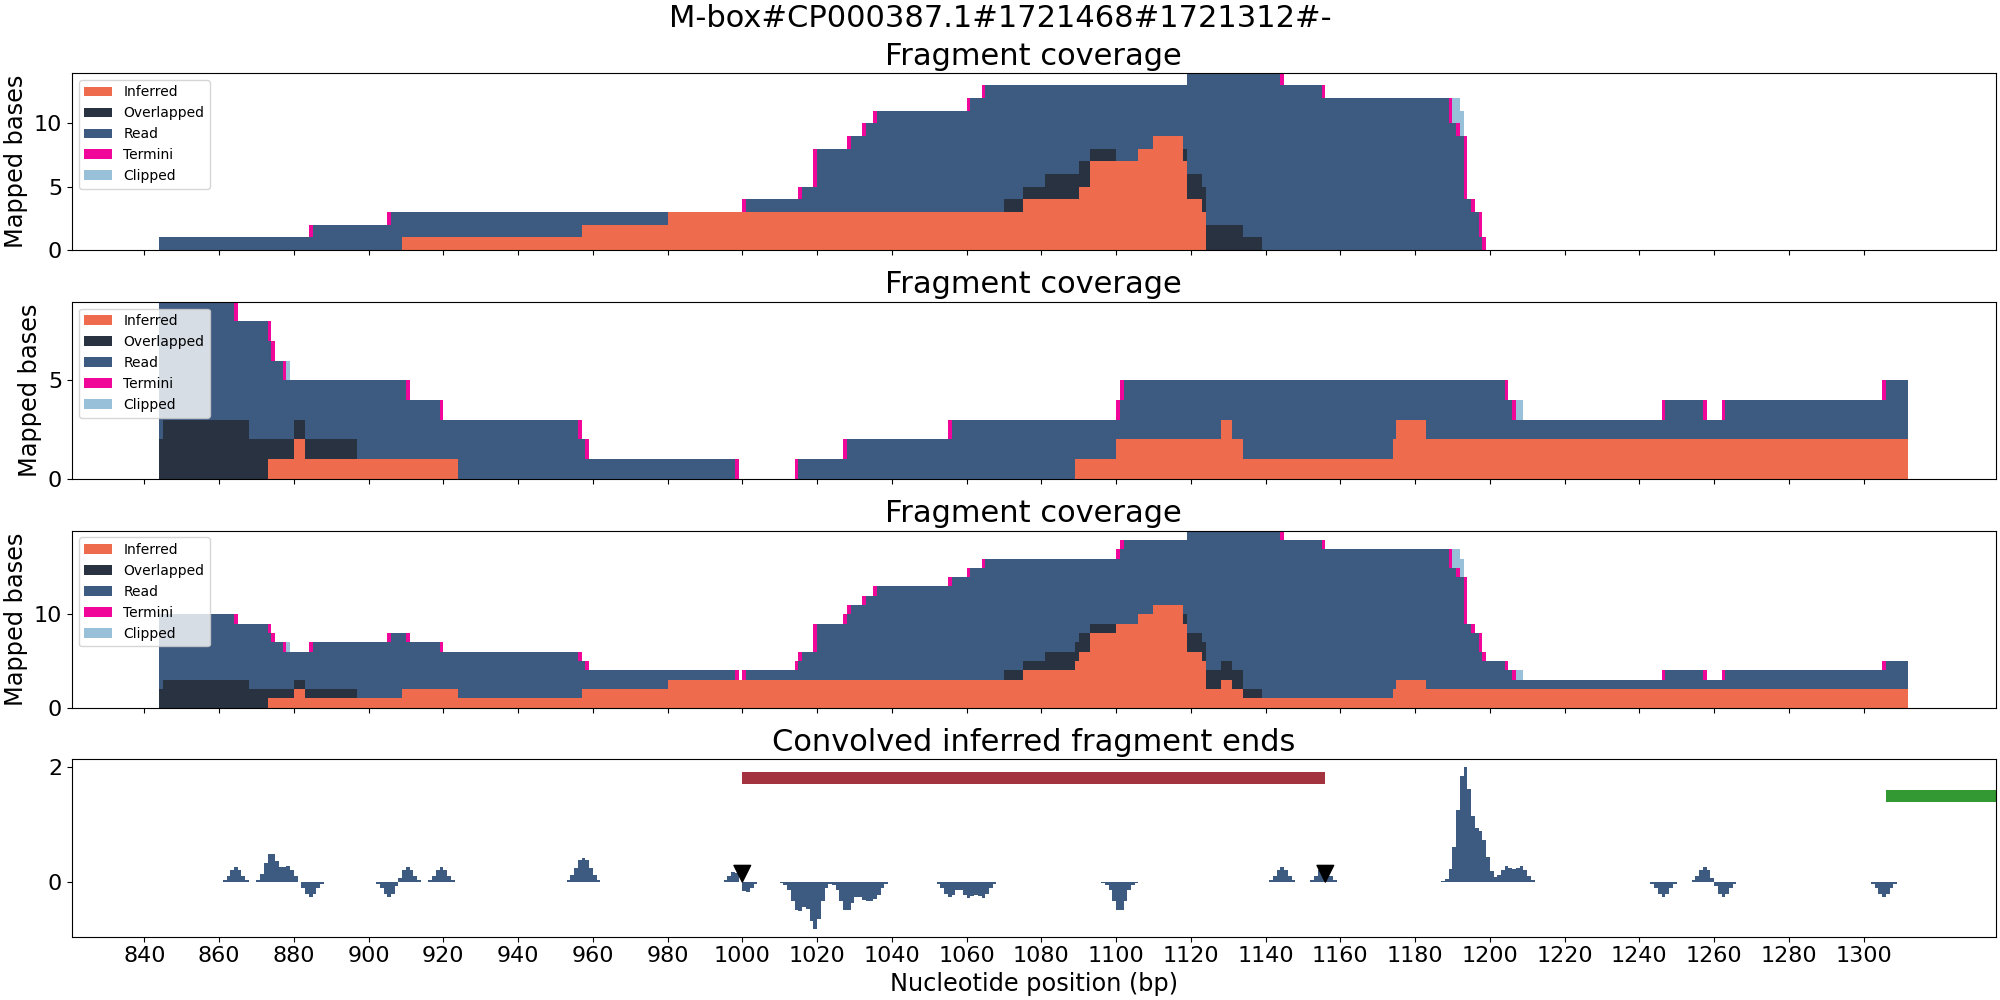 M-box#CP000387.1#1721468#1721312#-
Fragment coverage
Mapped bases
10
5
0
Inferred
Overlapped
Read
Termini
Clipped
Fragment coverage
Mapped bases
5
0
Inferred
Overlapped
Read
Termini
Clipped
Fragment coverage
Mapped bases
10
0
Inferred
Overlapped
Read
Termini
Clipped
Convolved inferred fragment ends
2
0
840 860 880 900 920 940 960 980 1000 1020 1040 1060 1080 1100 1120 1140 1160 1180 1200 1220 1240 1260 1280 1300
Nucleotide position (bp)